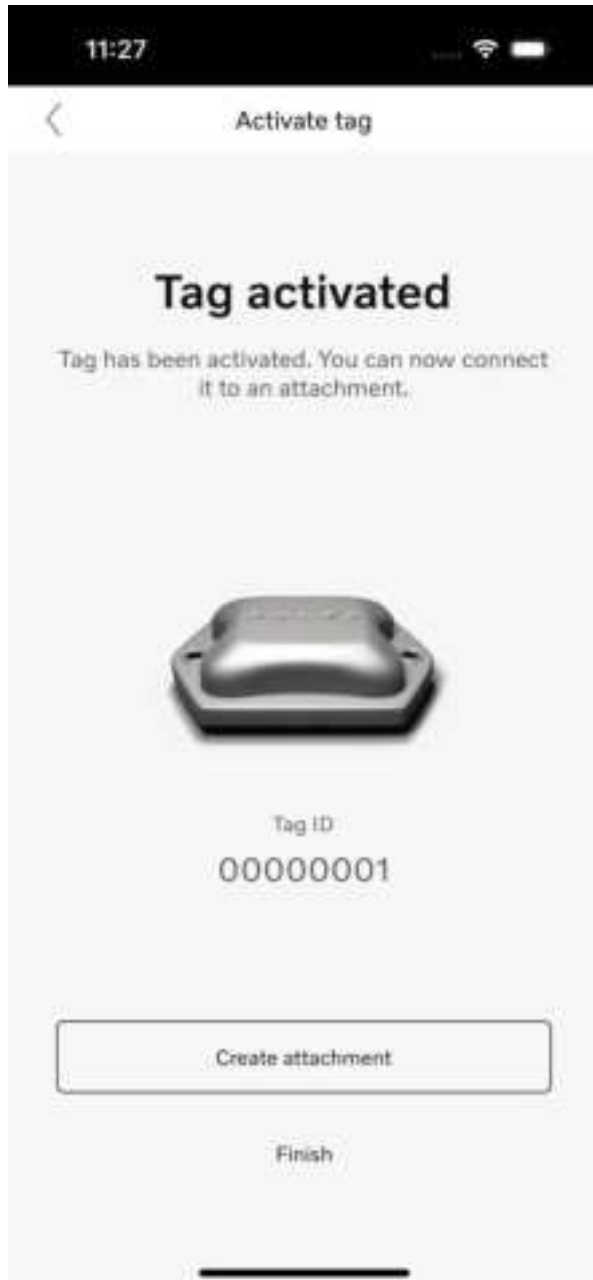 11:27
Activate tag
Tag activated
Tag has been activated. You can now connect
it to an attachment.
Tag ID
00000001
Create attachment
Finish